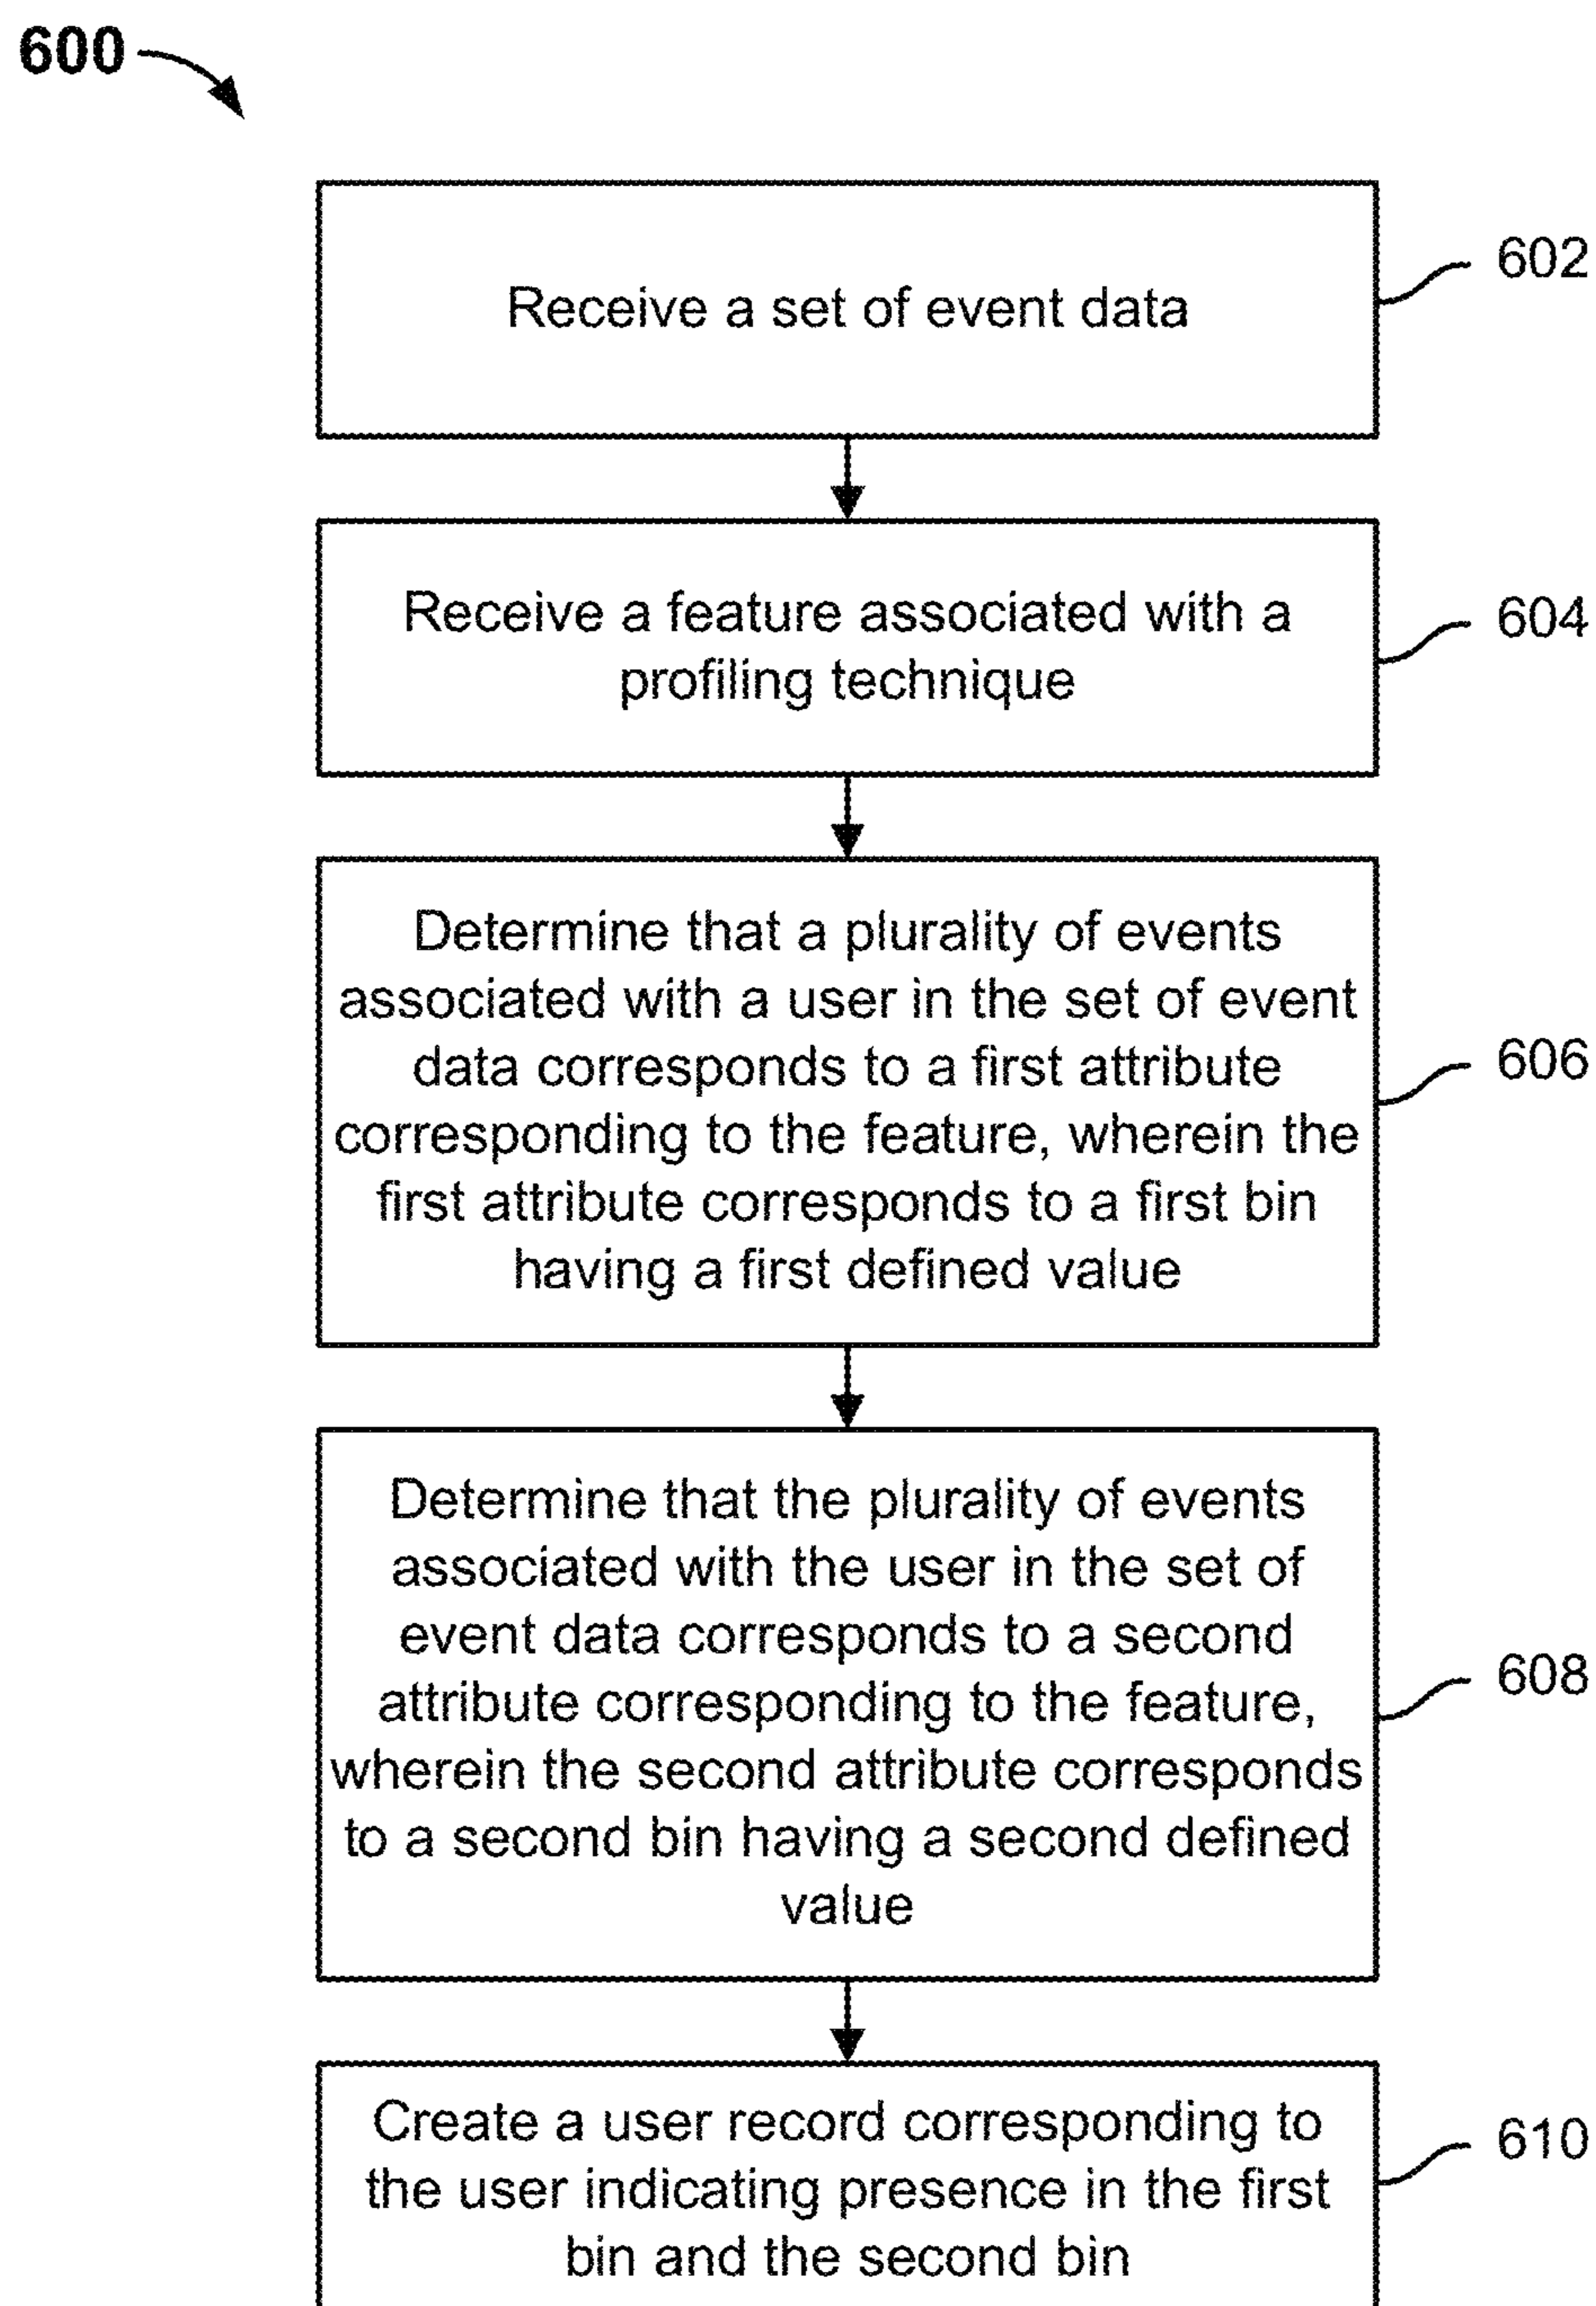 600
Receive a set of event data
602
Receive a feature associated with a
profiling technique
604
Determine that a plurality of events
associated with a user in the set of event
data corresponds to a first attribute
corresponding to the feature, wherein the
first attribute corresponds to a first bin
having a first defined value
606
Determine that the plurality of events
associated with the user in the set of
event data corresponds to a second
attribute corresponding to the feature,
wherein the second attribute corresponds
to a second bin having a second defined
value
608
Create a user record corresponding to
the user indicating presence in the first
bin and the second bin
610